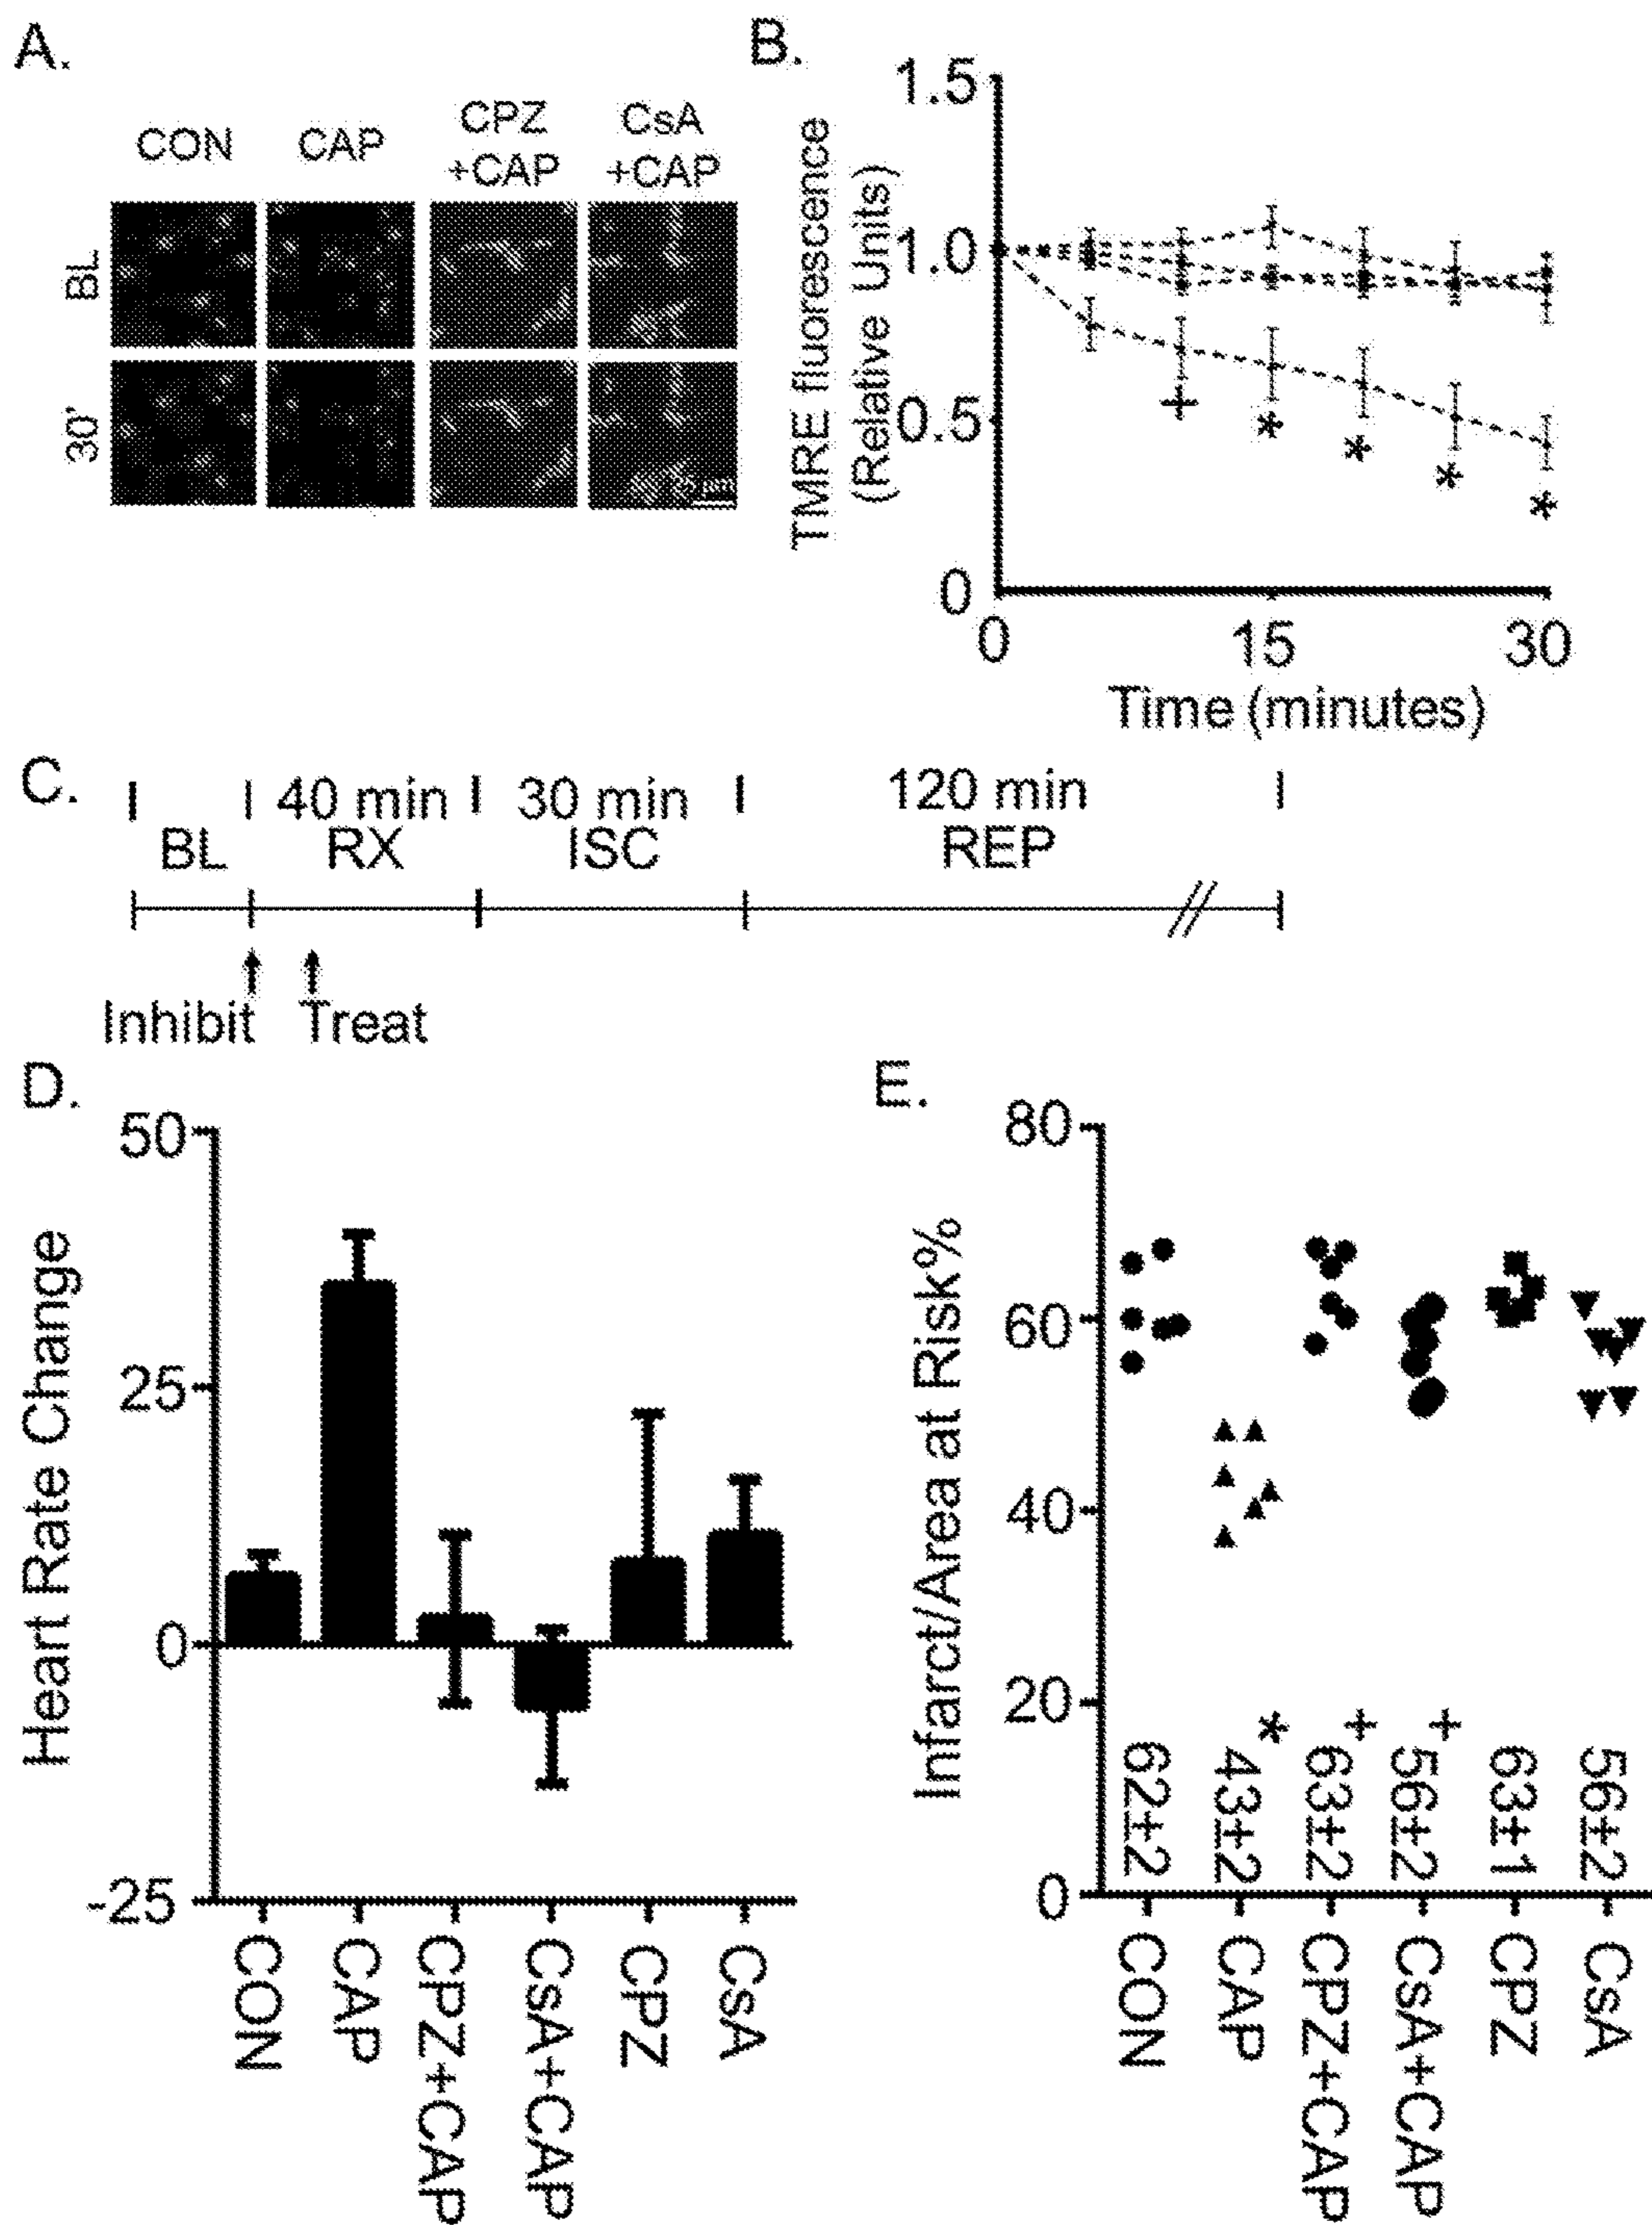 A.
CON
CAP
CPZ
+CAP
CsA
+CAP
BL
30'
5 µm
B.
TMRE fluorescence
(Relative Units)
1.5
1.0
0.5
0
+
*
*
*
*
0
15
30
Time (minutes)
C.
40 min
30 min
120 min
BL
RX
ISC
REP
Inhibit
Treat
D.
Heart Rate Change
50
25
0
-25
CON
CAP
CPZ+CAP
CsA+CAP
CPZ
CsA
E.
Infarct/Area at Risk%
80
60
40
20
0
62±2
43±2*
63±2+
56±2+
63±1
56±2
CON
CAP
CPZ+CAP
CsA+CAP
CPZ
CsA